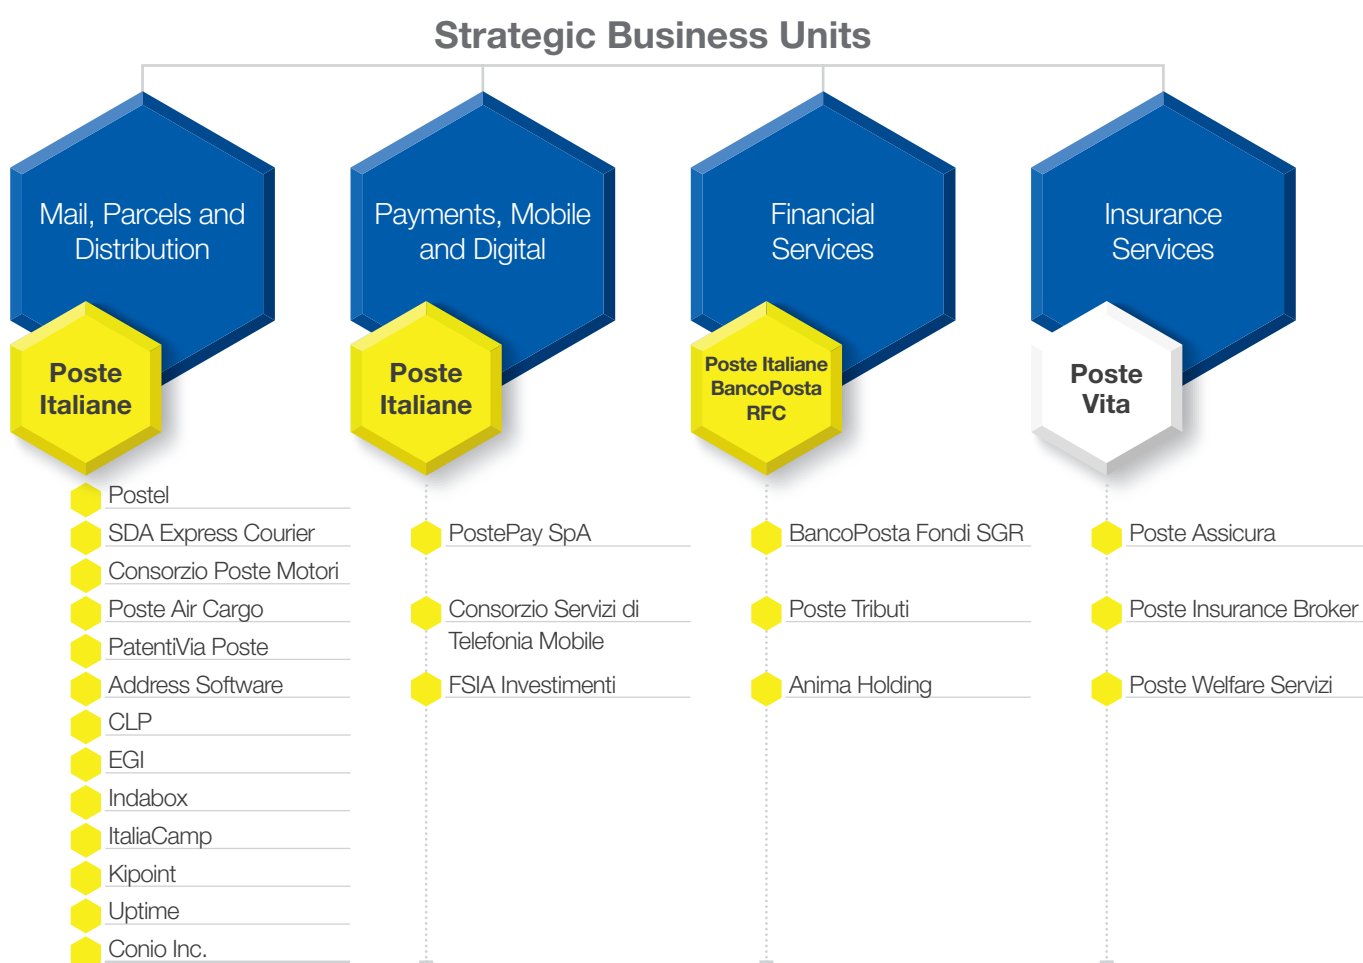 Strategic Business Units
Mail, Parcels and
Distribution
Poste
Italiane
Postel
SDA Express Courier
Consorzio Poste Motori
Poste Air Cargo
PatentiVia Poste
Address Software
CLP
EGI
Indabox
ItaliaCamp
Kipoint
Uptime
Conio Inc.
Payments, Mobile
and Digital
Poste
Italiane
PostePay SpA
Consorzio Servizi di
Telefonia Mobile
FSIA Investimenti
Financial
Services
Poste Italiane
BancoPosta
RFC
BancoPosta Fondi SGR
Poste Tributi
Anima Holding
Insurance
Services
Poste
Vita
Poste Assicura
Poste Insurance Broker
Poste Welfare Servizi